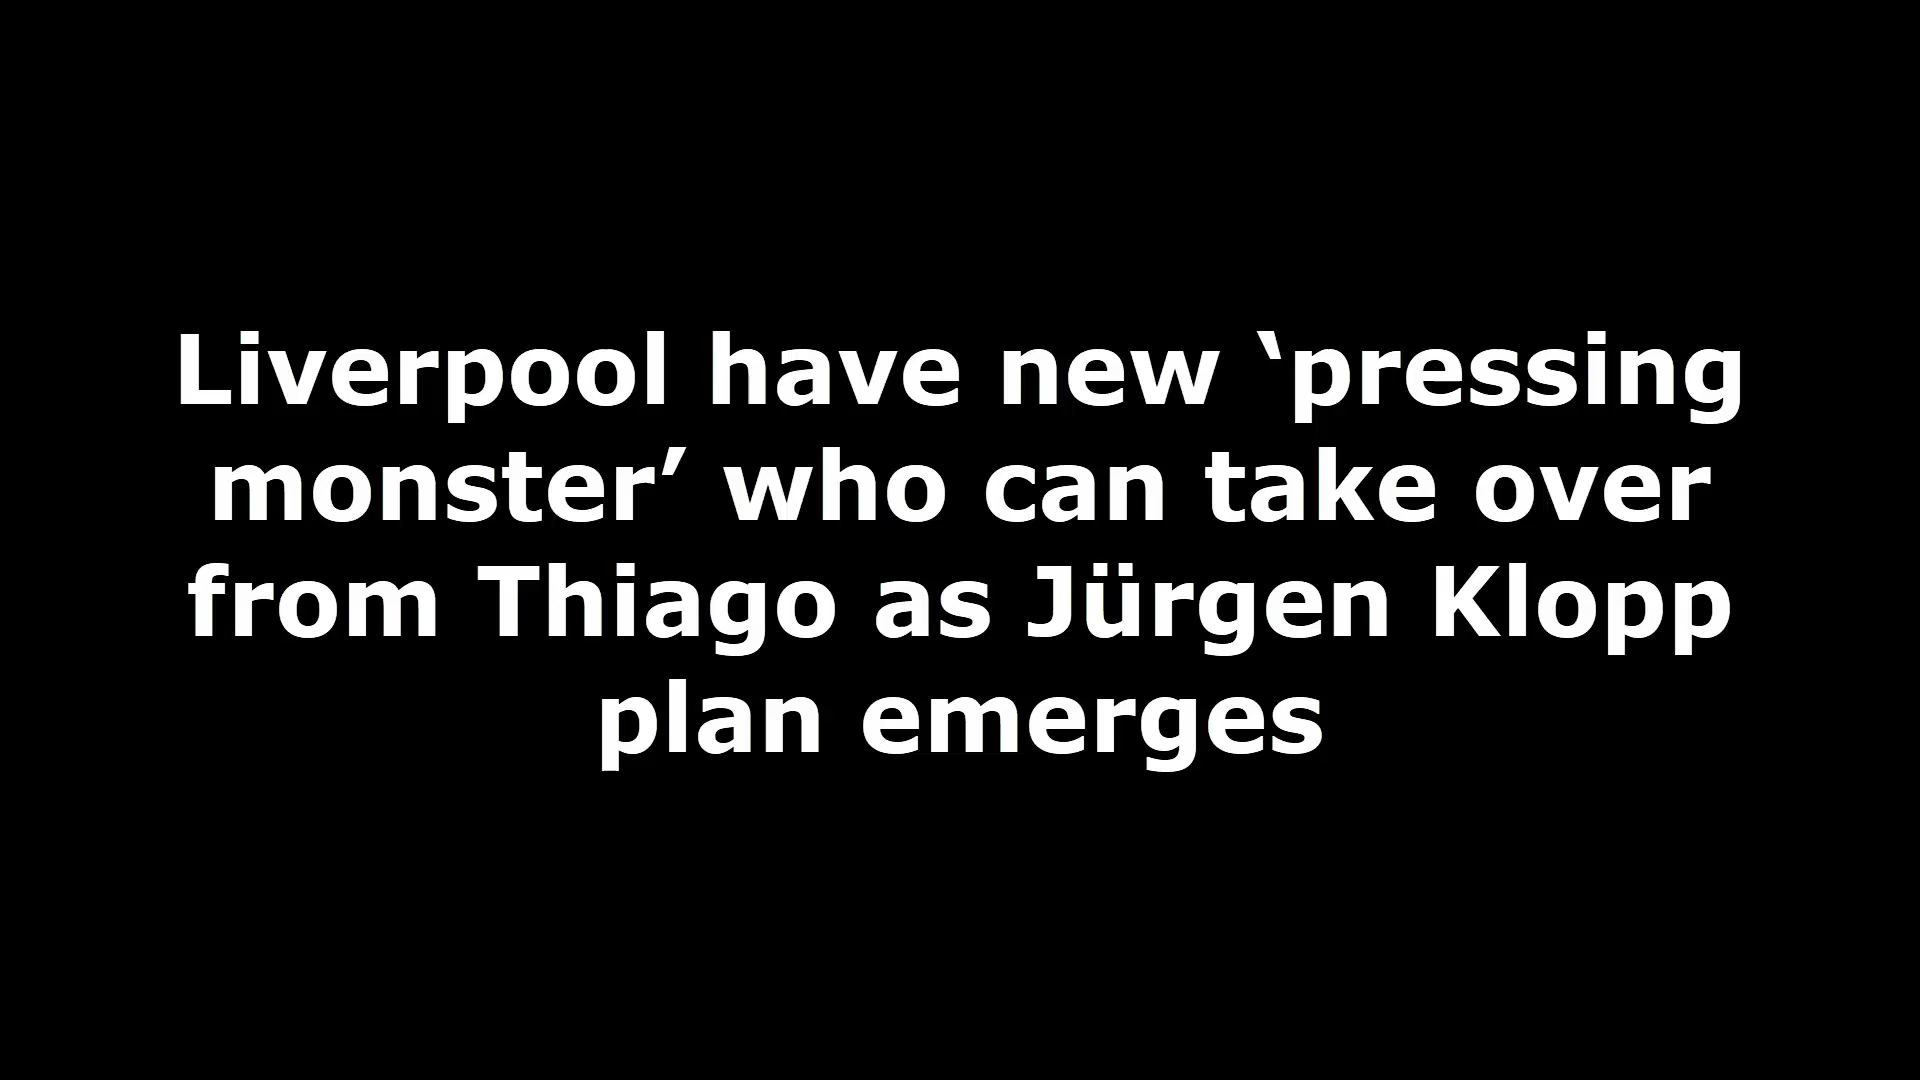 Liverpool have new ‘pressing
monster’ who can take over
from Thiago as Jürgen Klopp
plan emerges